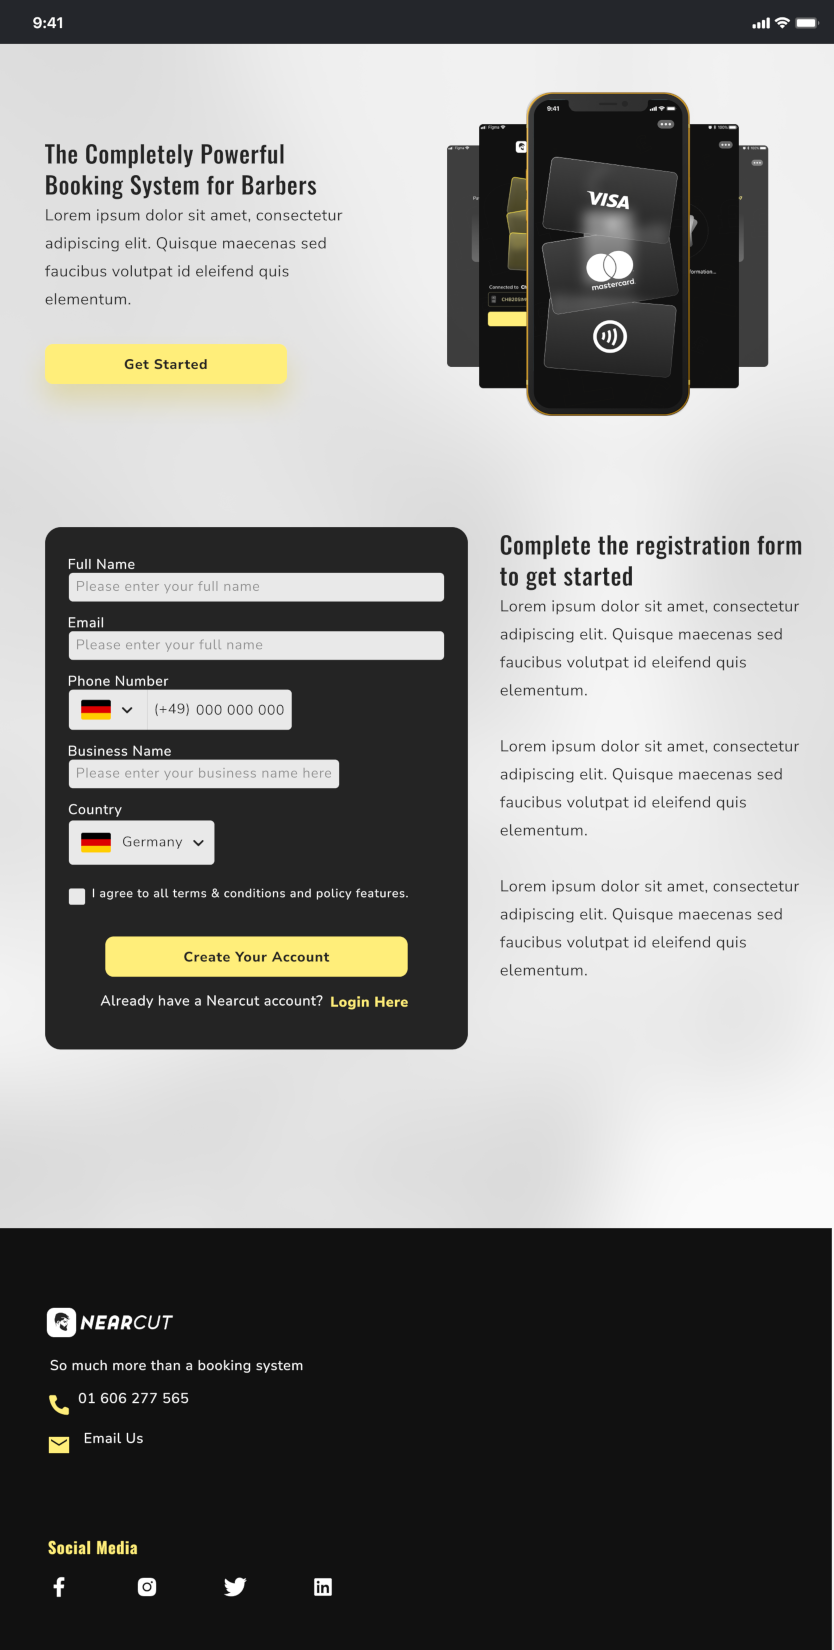 9:41
The Completely Powerful
Booking System for Barbers
Lorem ipsum dolor sit amet, consectetur
adipiscing elit. Quisque maecenas sed
faucibus volutpat id eleifend quis
elementum.
Get Started
9:41
Figma
100%
Figma
VISA
mastercard
Connected to
formation...
Complete the registration form
to get started
Lorem ipsum dolor sit amet, consectetur
adipiscing elit. Quisque maecenas sed
faucibus volutpat id eleifend quis
elementum.
Lorem ipsum dolor sit amet, consectetur
adipiscing elit. Quisque maecenas sed
faucibus volutpat id eleifend quis
elementum.
Lorem ipsum dolor sit amet, consectetur
adipiscing elit. Quisque maecenas sed
faucibus volutpat id eleifend quis
elementum.
Full Name
Please enter your full name
Email
Please enter your full name
Phone Number
(+49) 000 000 000
Business Name
Please enter your business name here
Country
Germany
I agree to all terms & conditions and policy features.
Create Your Account
Already have a Nearcut account? Login Here
NEARCUT
So much more than a booking system
01 606 277 565
Email Us
Social Media